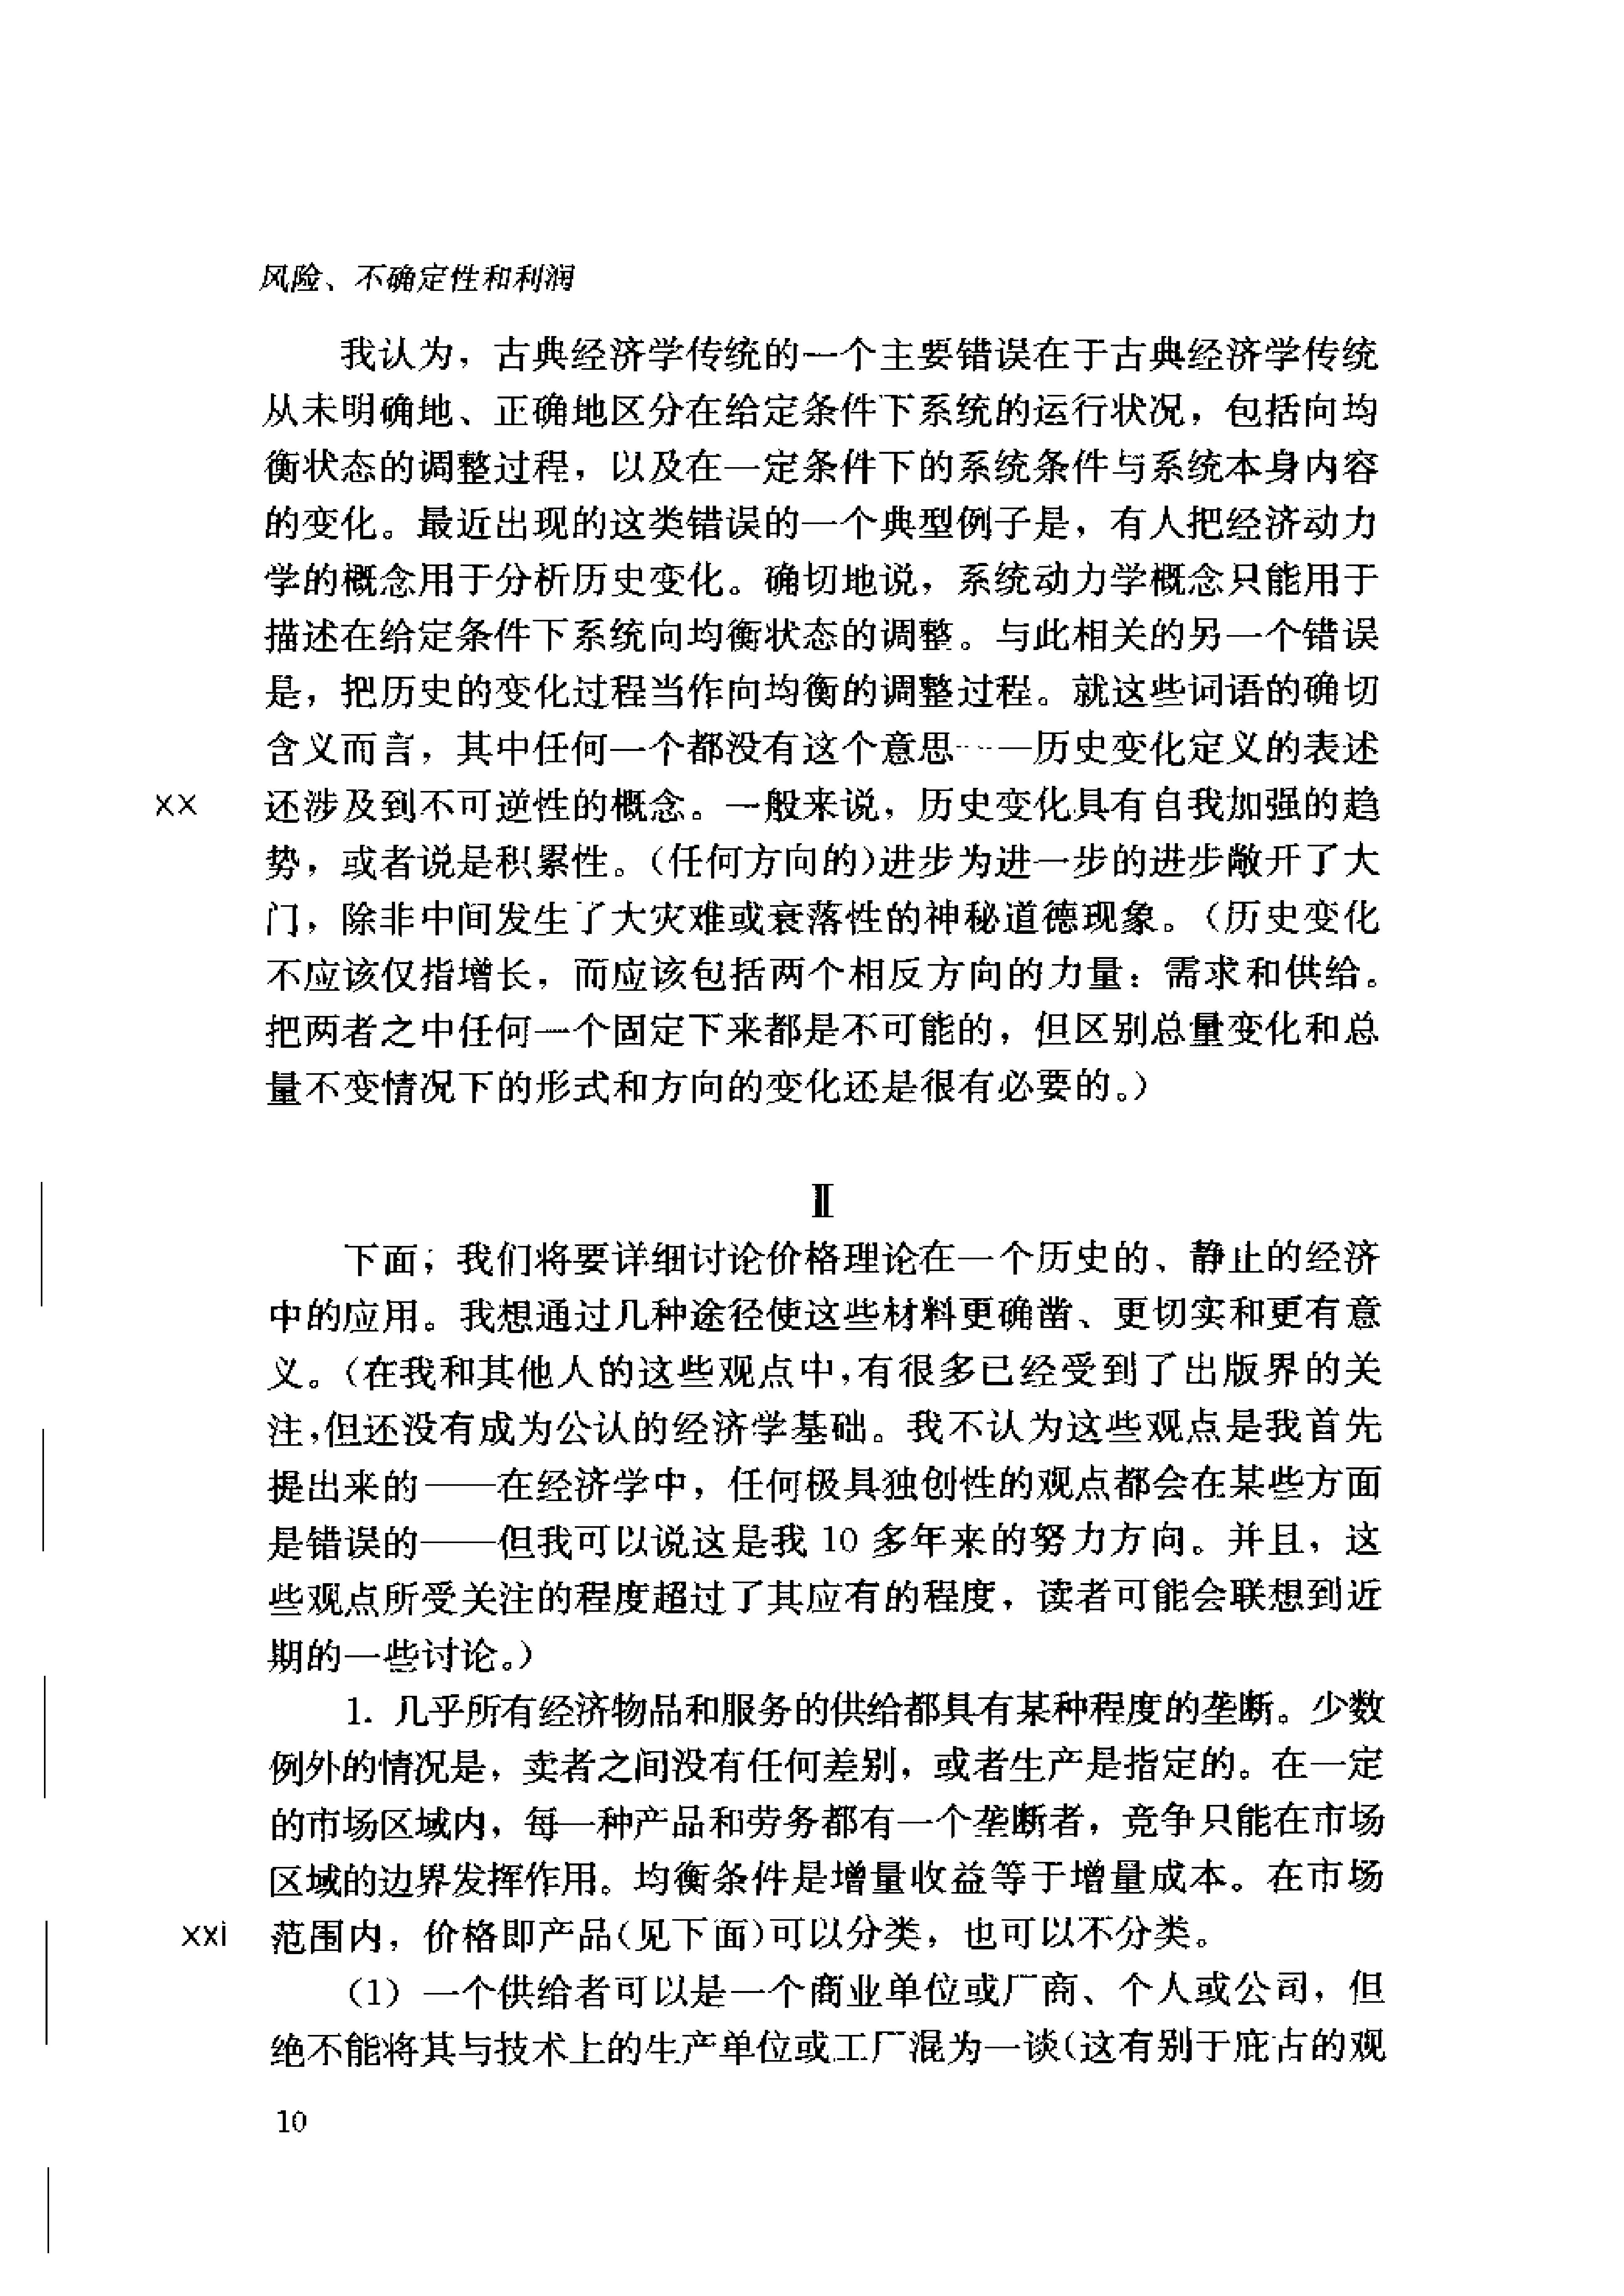 风险、不确定性和利润
我认为，古典经济学传统的一个主要错误在于古典经济学传统
从未明确地、正确地区分在给定条件下系统的运行状况，包括向均
衡状态的调整过程，以及在一定条件下的系统条件与系统本身内容
的变化。最近出现的这类错误的一个典型例子是，有人把经济动力
学的概念用于分析历史变化。确切地说，系统动力学概念只能用于
描述在给定条件下系统向均衡状态的调整。与此相关的另一个错误
是，把历史的变化过程当作向均衡的调整过程。就这些词语的确切
含义而言，其中任何一个都没有这个意思——历史变化定义的表述
xx 还涉及到不可逆性的概念。一般来说，历史变化具有自我加强的趋
势，或者说是积累性。（任何方向的）进步为进一步的进步敞开了大
门，除非中间发生了大灾难或衰落性的神秘道德现象。（历史变化
不应该仅指增长，而应该包括两个相反方向的力量：需求和供给。
把两者之中任何一个固定下来都是不可能的，但区别总量变化和总
量不变情况下的形式和方向的变化还是很有必要的。）
II
下面，我们将要详细讨论价格理论在一个历史的、静止的经济
中的应用。我想通过几种途径使这些材料更确凿、更切实和更有意
义。（在我和其他人的这些观点中，有很多已经受到了出版界的关
注，但还没有成为公认的经济学基础。我不认为这些观点是我首先
提出来的——在经济学中，任何极具独创性的观点都会在某些方面
是错误的——但我可以说这是我 10 多年来的努力方向。并且，这
些观点所受关注的程度超过了其应有的程度，读者可能会联想到近
期的一些讨论。）
1. 几乎所有经济物品和服务的供给都具有某种程度的垄断。少数
例外的情况是，卖者之间没有任何差别，或者生产是指定的。在一定
的市场区域内，每一种产品和劳务都有一个垄断者，竞争只能在市场
区域的边界发挥作用。均衡条件是增量收益等于增量成本。在市场
xxi 范围内，价格即产品（见下面）可以分类，也可以不分类。
（1）一个供给者可以是一个商业单位或厂商、个人或公司，但
绝不能将其与技术上的生产单位或工厂混为一谈（这有别于庇古的观
10